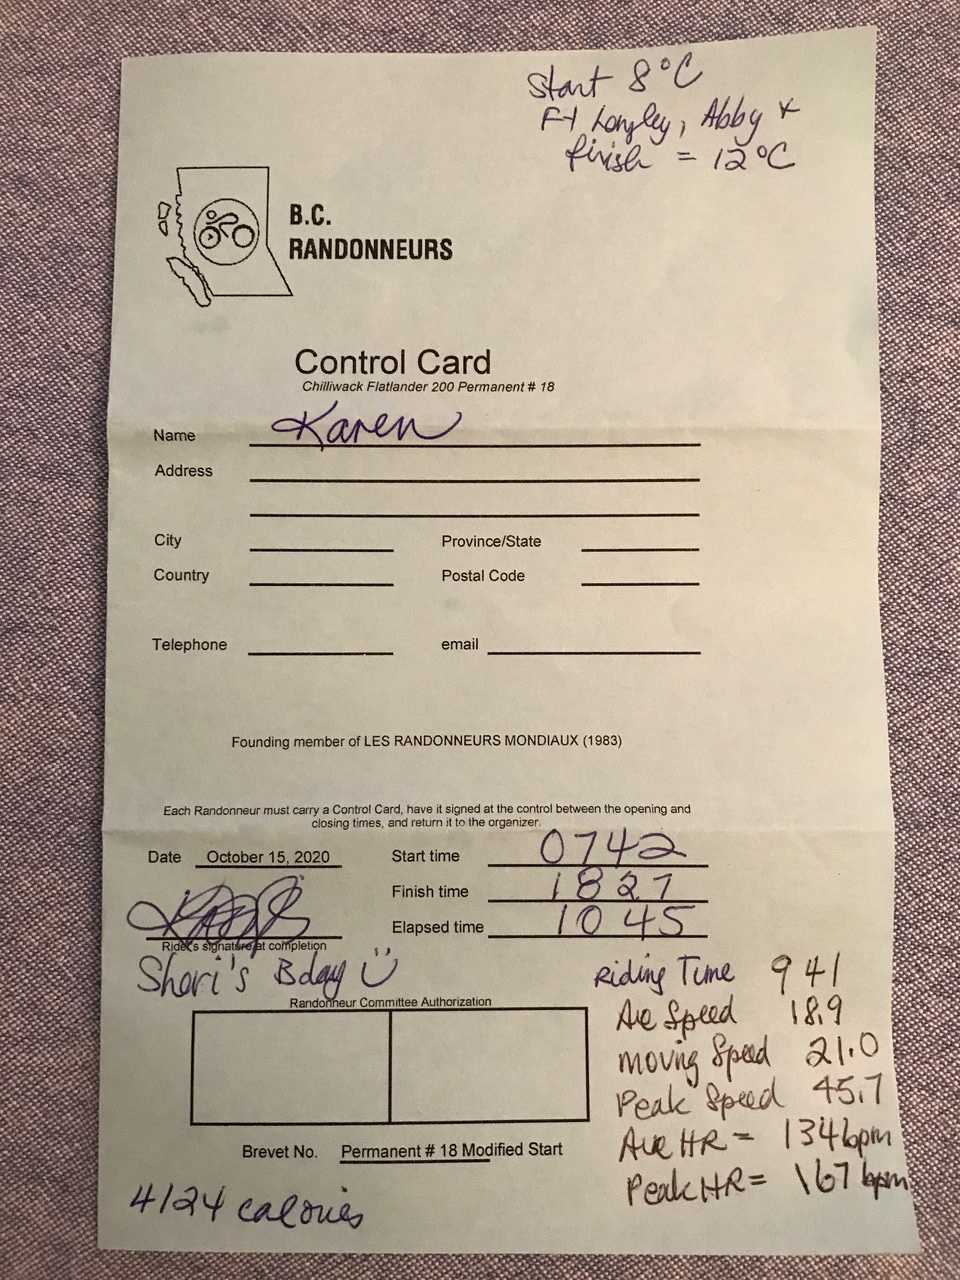 Start 8°C
Ft Langley, Abby +
finish = 12°C
B.C.
RANDONNEURS
Control Card
Chilliwack Flatlander 200 Permanent # 18
Name Karen
Address
City Province/State
Country Postal Code
Telephone email
Founding member of LES RANDONNEURS MONDIAUX (1983)
Each Randonneur must carry a Control Card, have it signed at the control between the opening and
closing times, and return it to the organizer.
Date October 15, 2020 Start time 0742
Finish time 1827
Elapsed time 10 45
Rider's signature at completion
Shori's Bday
Riding Time 9 41
Randonneur Committee Authorization
Ave Speed 18.9
Moving Speed 21.0
Peak Speed 45.7
Ave HR = 134 bpm
Brevet No. Permanent # 18 Modified Start
Peak HR = 167 bpm
4124 calories